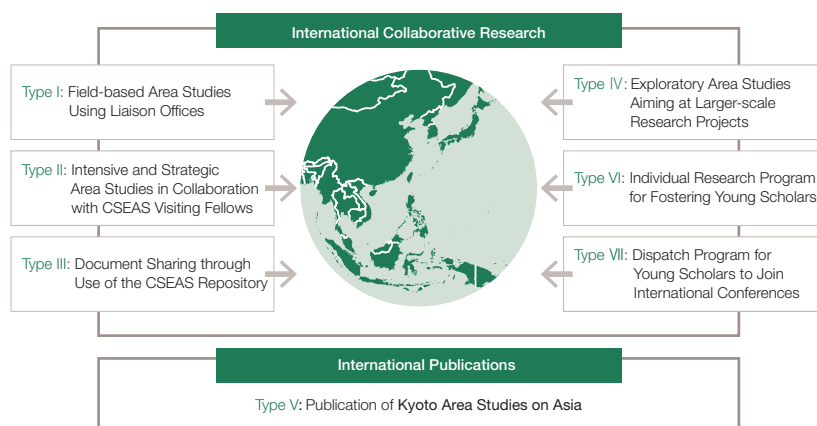 International Collaborative Research
Type I: Field-based Area Studies
Using Liaison Offices
Type II: Intensive and Strategic
Area Studies in Collaboration
with CSEAS Visiting Fellows
Type III: Document Sharing through
Use of the CSEAS Repository
Type IV: Exploratory Area Studies
Aiming at Larger-scale
Research Projects
Type VI: Individual Research Program
for Fostering Young Scholars
Type VII: Dispatch Program for
Young Scholars to Join
International Conferences
International Publications
Type V: Publication of Kyoto Area Studies on Asia